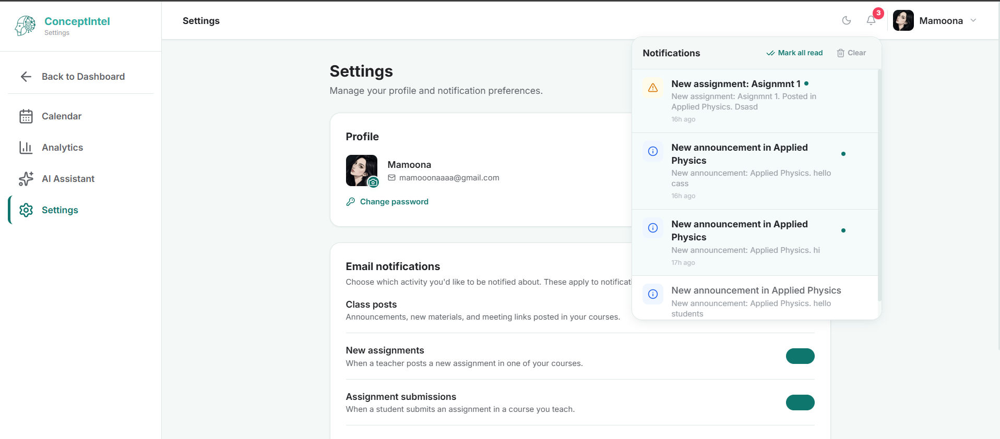 ConceptIntel
Settings
Back to Dashboard
Calendar
Analytics
AI Assistant
Settings
Settings
3
Mamoona
Settings
Manage your profile and notification preferences.
Profile
Mamoona
mamooonaaaa@gmail.com
Change password
Email notifications
Choose which activity you'd like to be notified about. These apply to
Class posts
Announcements, new materials, and meeting links posted in your courses.
New assignments
When a teacher posts a new assignment in one of your courses.
Assignment submissions
When a student submits an assignment in a course you teach.
Notifications
Mark all read
Clear
New assignment: Asignmnt 1
New assignment: Asignmnt 1. Posted in
Applied Physics. Dsasd
16h ago
New announcement in Applied
Physics
New announcement: Applied Physics. hello
cass
16h ago
New announcement in Applied
Physics
New announcement: Applied Physics. hi
17h ago
New announcement in Applied Physics
New announcement: Applied Physics. hello
students